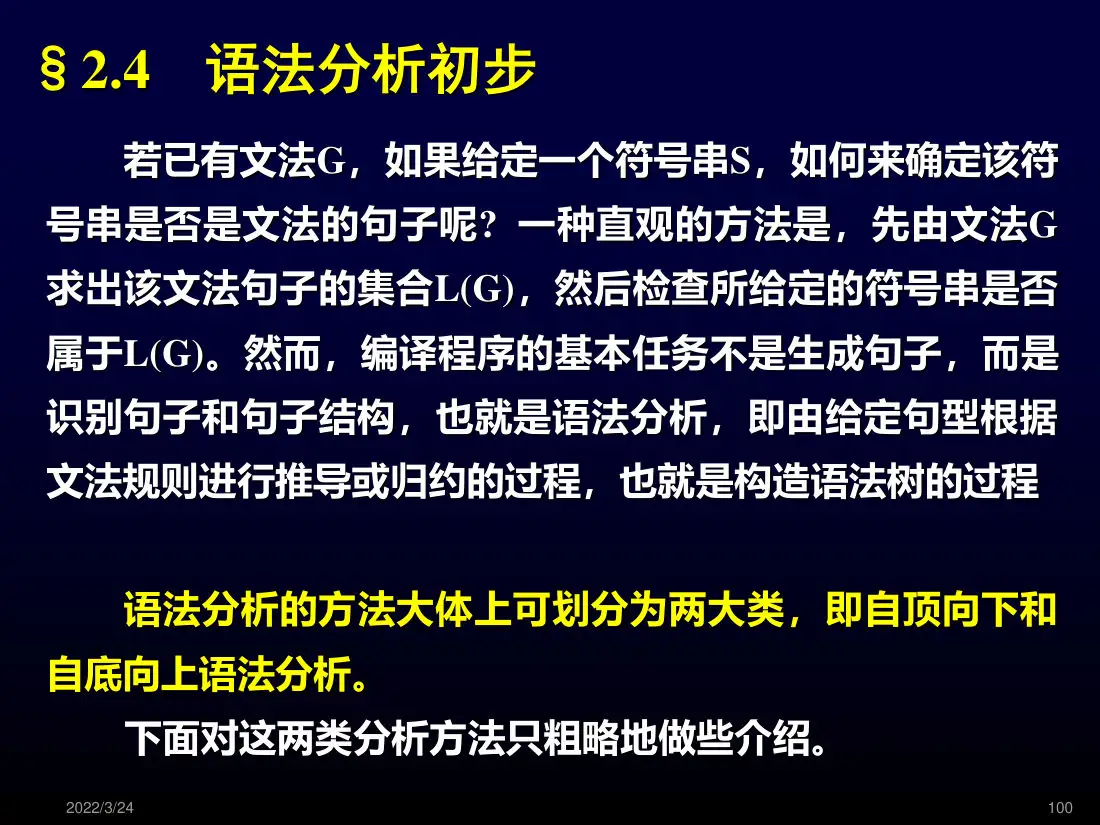 §2.4 语法分析初步
若已有文法G，如果给定一个符号串S，如何来确定该符
号串是否是文法的句子呢？一种直观的方法是，先由文法G
求出该文法句子的集合L(G)，然后检查所给定的符号串是否
属于L(G)。然而，编译程序的基本任务不是生成句子，而是
识别句子和句子结构，也就是语法分析，即由给定句型根据
文法规则进行推导或归约的过程，也就是构造语法树的过程
语法分析的方法大体上可划分为两大类，即自顶向下和
自底向上语法分析。
下面对这两类分析方法只粗略地做些介绍。
2022/3/24
100